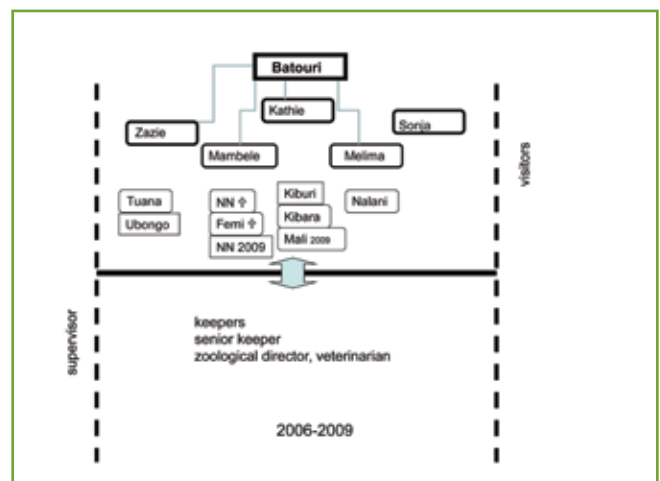 Batouri
Kathie
Zazie
Sonja
Mambele
Melima
visitors
Tuana
Ubongo
NN ✞
Femi ✞
NN 2009
Kiburi
Kibara
Mali 2009
Nalani
supervisor
keepers
senior keeper
zoological director, veterinarian
2006-2009